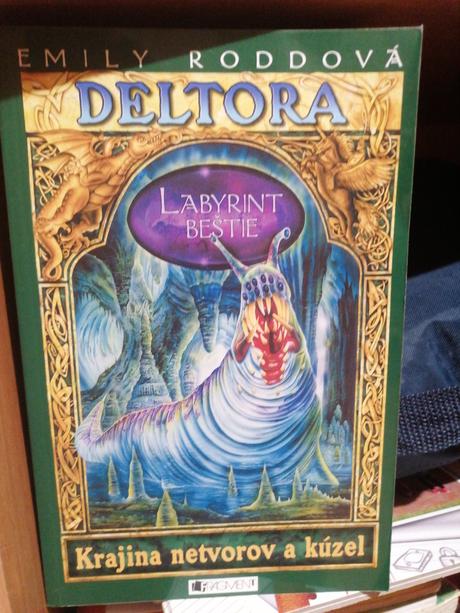 EMILY RODDOVÁ
DELTORA
LABYRINT
BEŠTIE
Krajina netvorov a kúzel
FRAGMENT